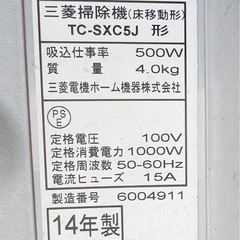 三菱掃除機(床移動形)
TC-SXC5J 形
吸込仕事率 500W
質量 4.0kg
三菱電機ホーム機器株式会社
PS
E
定格電圧 100V
定格消費電力 1000W
定格周波数 50-60Hz
電流ヒューズ 15A
製造番号 6004911
14年製